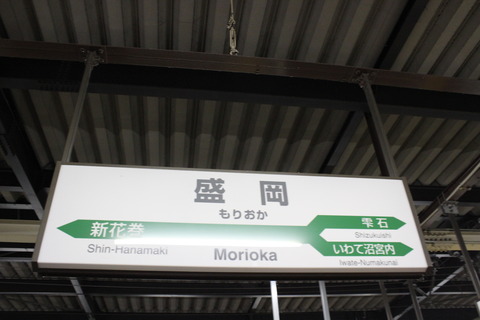 盛岡
もりおか
新花巻
Shin-Hanamaki
Morioka
雫石
Shizukuishi
いわて沼宮内
Iwate-Numakunai